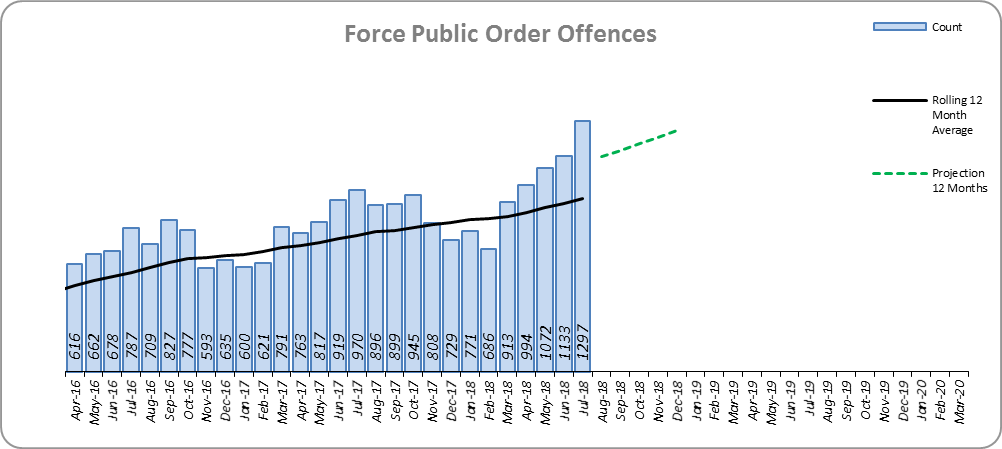 Force Public Order Offences
Count
Rolling 12
Month
Average
Projection
12 Months
616
662
678
787
709
827
777
593
635
600
621
791
763
817
919
970
896
899
945
808
729
771
686
913
994
1072
1133
1297
Apr-16
May-16
Jun-16
Jul-16
Aug-16
Sep-16
Oct-16
Nov-16
Dec-16
Jan-17
Feb-17
Mar-17
Apr-17
May-17
Jun-17
Jul-17
Aug-17
Sep-17
Oct-17
Nov-17
Dec-17
Jan-18
Feb-18
Mar-18
Apr-18
May-18
Jun-18
Jul-18
Aug-18
Sep-18
Oct-18
Nov-18
Dec-18
Jan-19
Feb-19
Mar-19
Apr-19
May-19
Jun-19
Jul-19
Aug-19
Sep-19
Oct-19
Nov-19
Dec-19
Jan-20
Feb-20
Mar-20